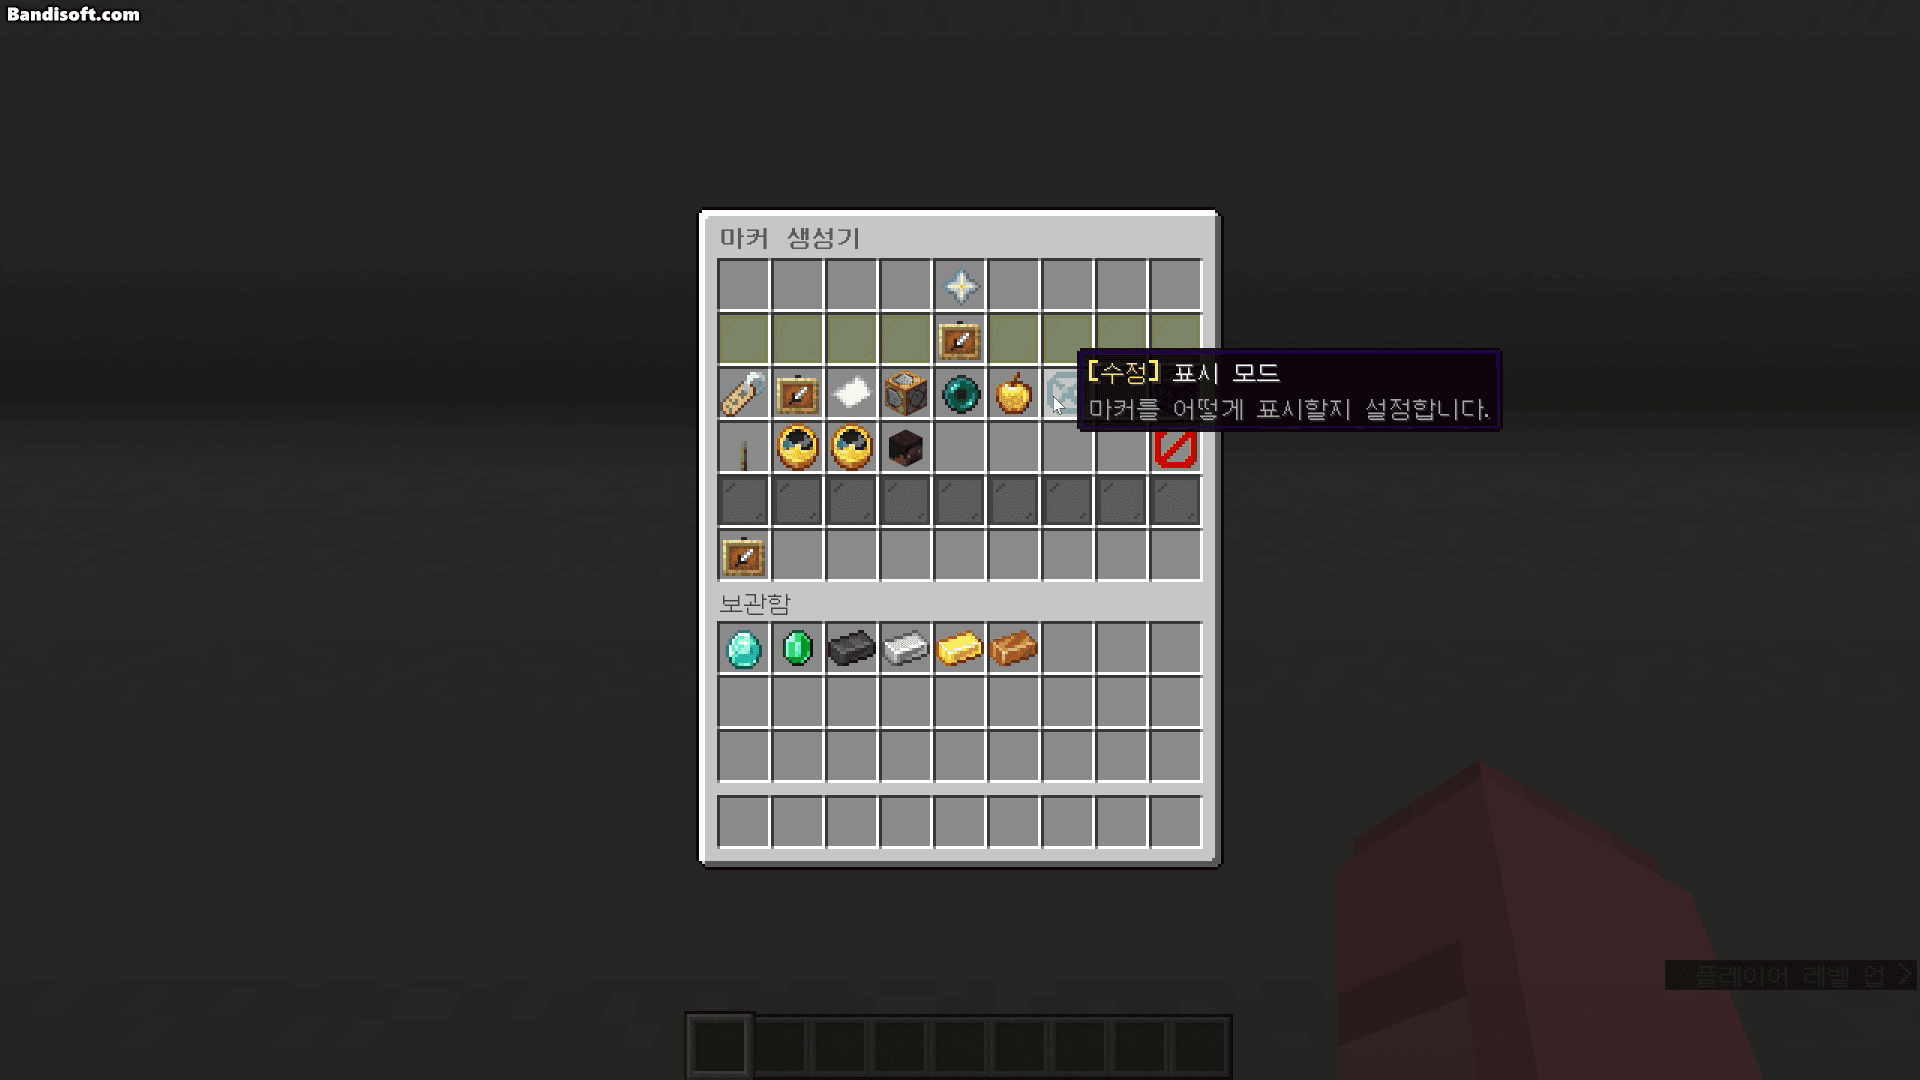 Bandisoft.com
마커 생성기
[수정] 표시 모드
마커를 어떻게 표시할지 설정합니다.
보관함
플레이어 레벨 업 >